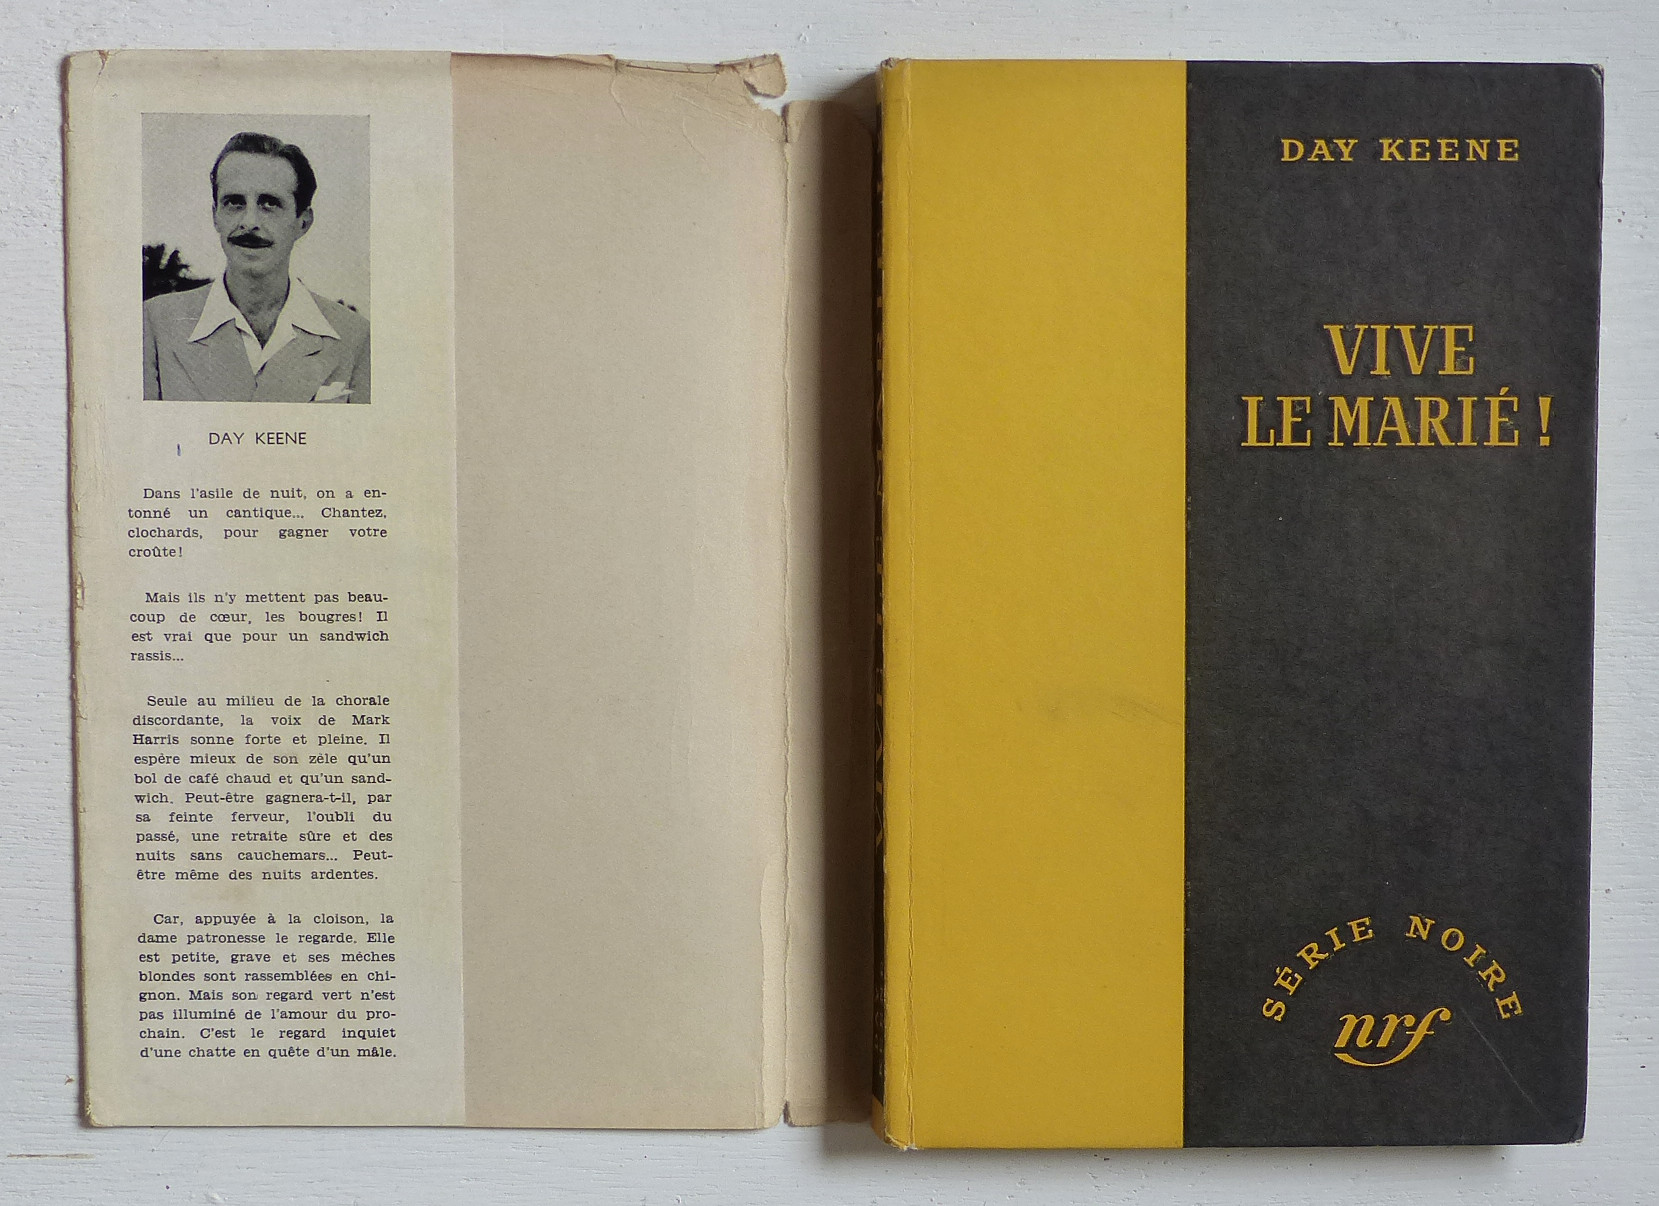 DAY KEENE
Dans l'asile de nuit, on a en-
tonné un cantique... Chantez,
clochards, pour gagner votre
croûte!
Mais ils n'y mettent pas beau-
coup de cœur, les bougres! Il
est vrai que pour un sandwich
rassis...
Seule au milieu de la chorale
discordante, la voix de Mark
Harris sonne forte et pleine. Il
espère mieux de son zèle qu'un
bol de café chaud et qu'un sand-
wich. Peut-être gagnera-t-il, par
sa feinte ferveur, l'oubli du
passé, une retraite sûre et des
nuits sans cauchemars... Peut-
être même des nuits ardentes.
Car, appuyée à la cloison, la
dame patronesse le regarde. Elle
est petite, grave et ses mèches
blondes sont rassemblées en chi-
gnon. Mais son regard vert n'est
pas illuminé de l'amour du pro-
chain. C'est le regard inquiet
d'une chatte en quête d'un mâle.
DAY KEENE
VIVE
LE MARIÉ !
SÉRIE NOIRE
nrf